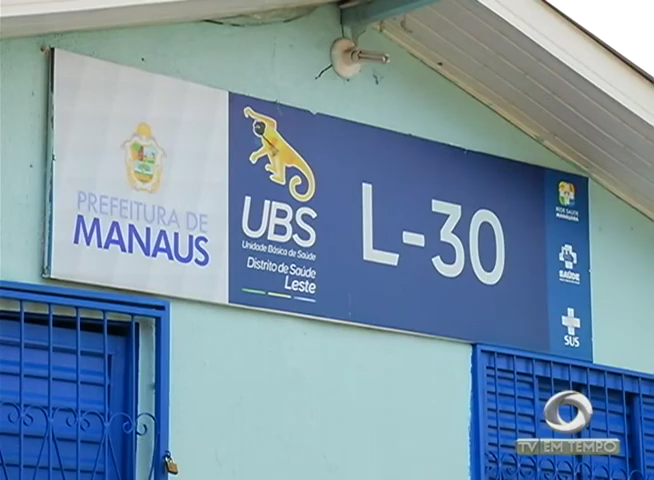 PREFEITURA DE
MANAUS
UBS
Unidade Básica de Saúde
Distrito de Saúde
Leste
L-30
SAÚDE
SUS
TV EM TEMPO